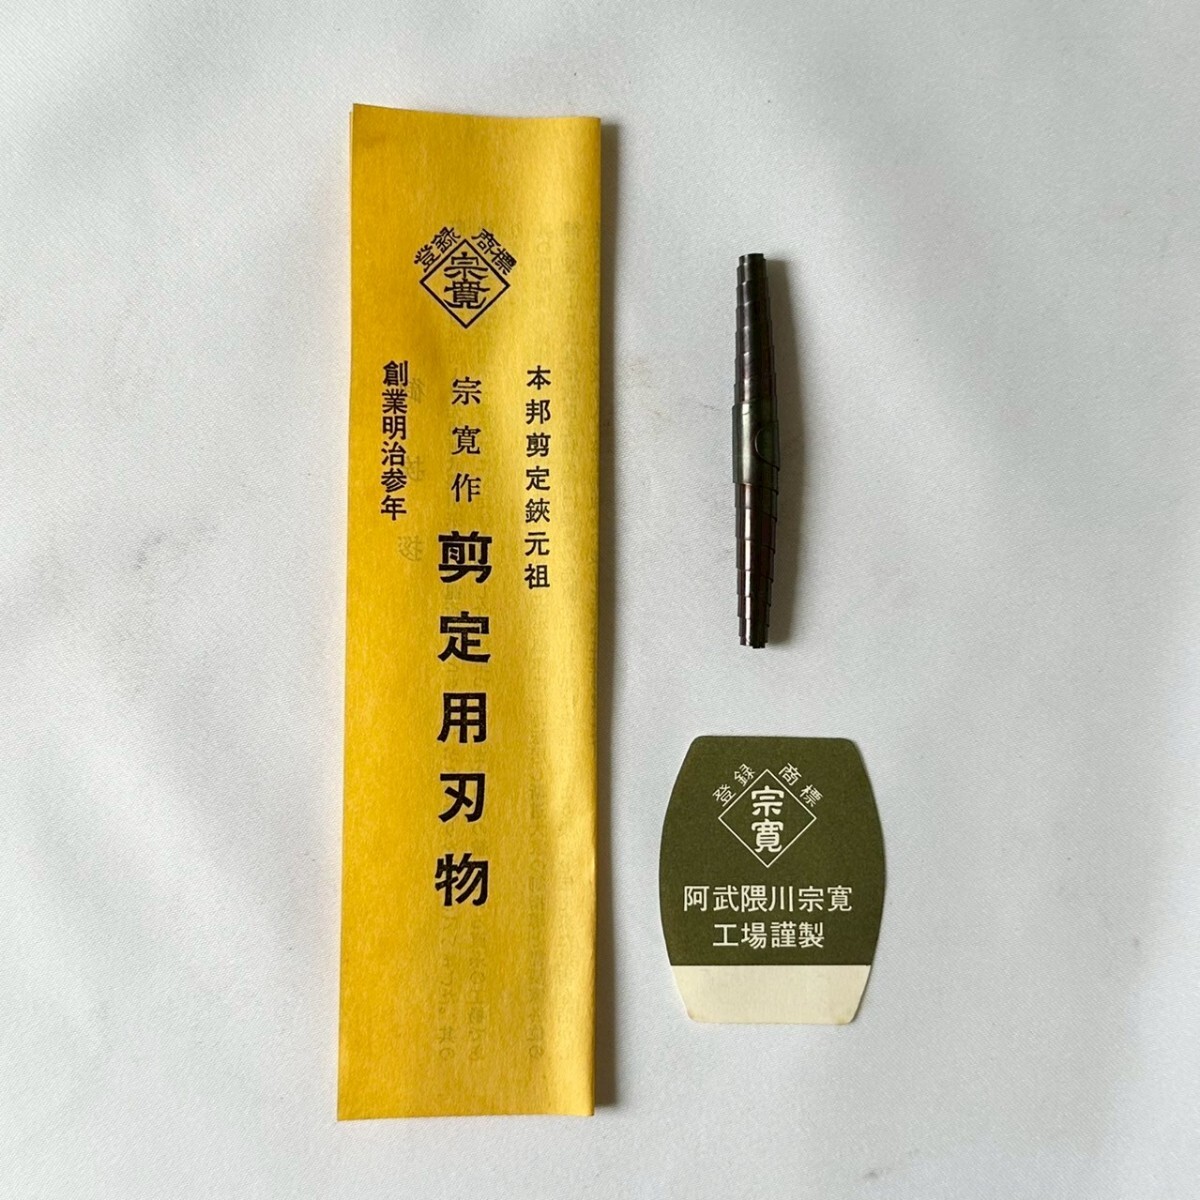 登録 商標
宗寛
本邦剪定鋏元祖
宗寛作 剪定用刃物
創業明治参年
登録 商標
宗寛
阿武隈川宗寛
工場謹製